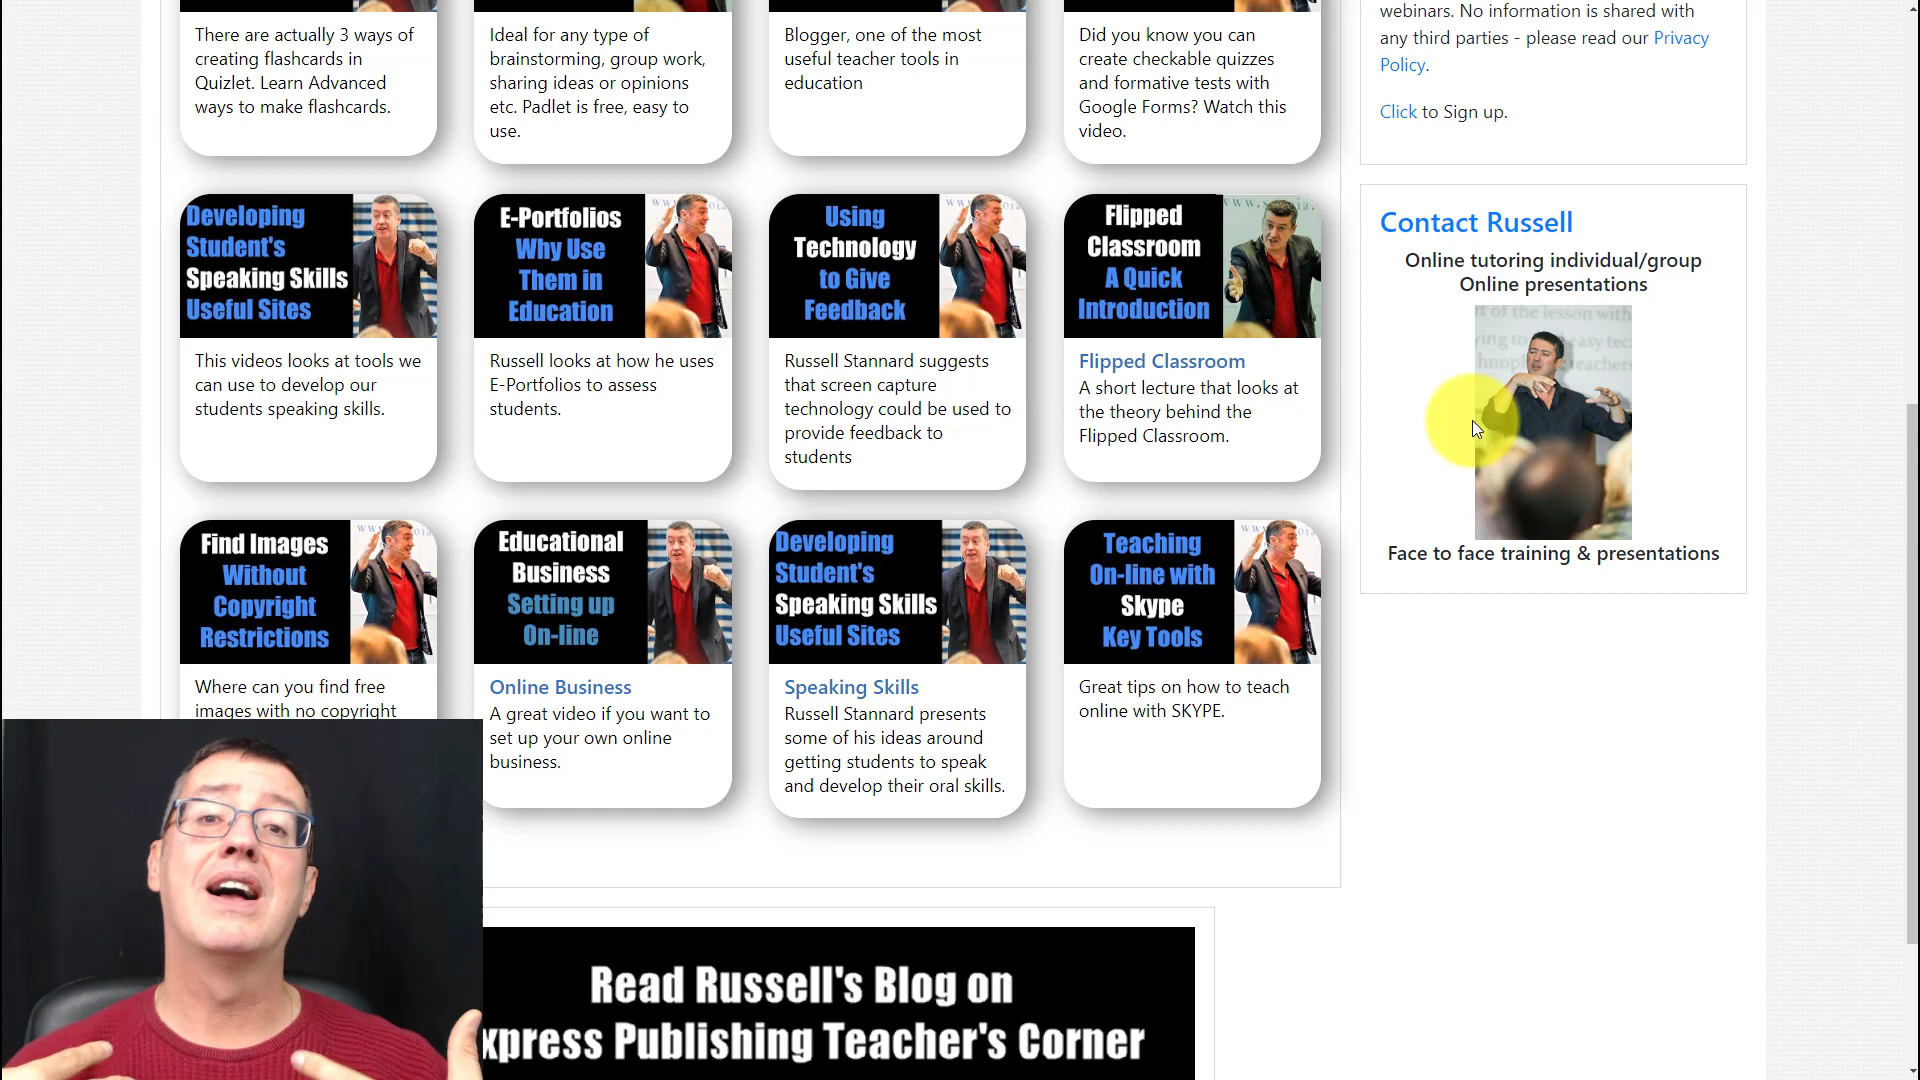 There are actually 3 ways of
creating flashcards in
Quizlet. Learn Advanced
ways to make flashcards.
Ideal for any type of
brainstorming, group work,
sharing ideas or opinions
etc. Padlet is free, easy to
use.
Blogger, one of the most
useful teacher tools in
education
Did you know you can
create checkable quizzes
and formative tests with
Google Forms? Watch this
video.
Developing
Student's
Speaking Skills
Useful Sites
This videos looks at tools we
can use to develop our
students speaking skills.
E-Portfolios
Why Use
Them in
Education
Russell looks at how he uses
E-Portfolios to assess
students.
Using
Technology
to Give
Feedback
Russell Stannard suggests
that screen capture
technology could be used to
provide feedback to
students
Flipped
Classroom
A Quick
Introduction
Flipped Classroom
A short lecture that looks at
the theory behind the
Flipped Classroom.
Find Images
Without
Copyright
Restrictions
Where can you find free
images with no copyright
Educational
Business
Setting up
On-line
Online Business
A great video if you want to
set up your own online
business.
Developing
Student's
Speaking Skills
Useful Sites
Speaking Skills
Russell Stannard presents
some of his ideas around
getting students to speak
and develop their oral skills.
Teaching
On-line with
Skype
Key Tools
Great tips on how to teach
online with SKYPE.
Read Russell's Blog on
xpress Publishing Teacher's Corner
webinars. No information is shared with
any third parties - please read our Privacy
Policy.
Click to Sign up.
Contact Russell
Online tutoring individual/group
Online presentations
Face to face training & presentations